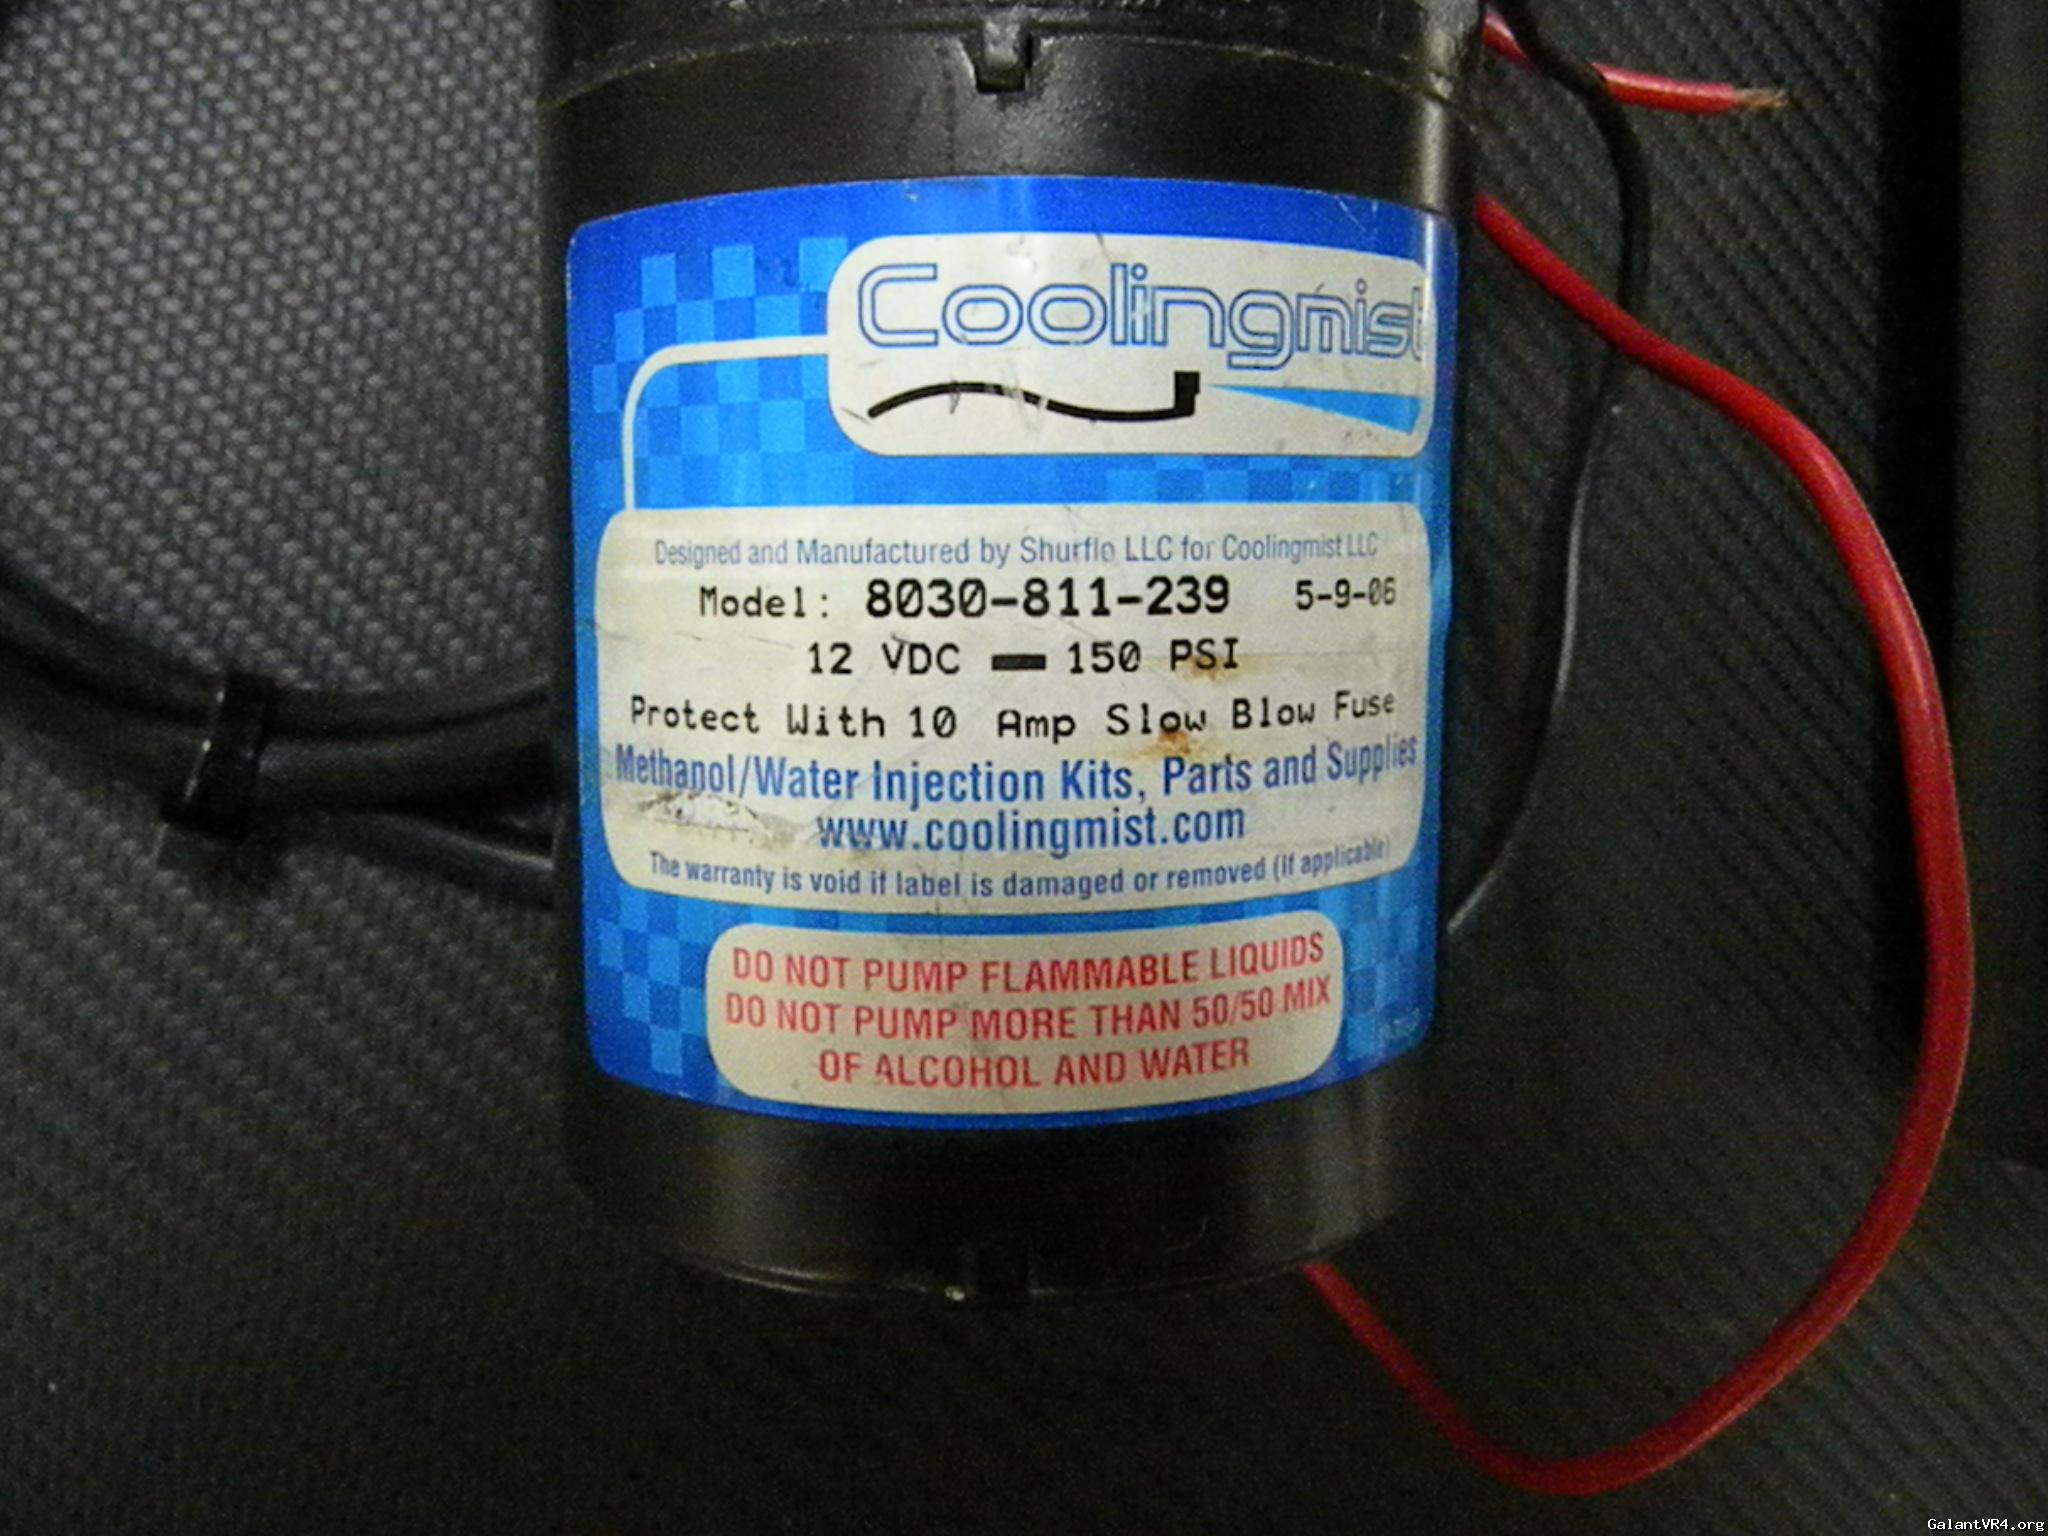 Coolingmist
Designed and Manufactured by Shurflo LLC for Coolingmist LLC
Model: 8030-811-239 5-9-06
12 VDC 150 PSI
Protect With 10 Amp Slow Blow Fuse
Methanol/Water Injection Kits, Parts and Supplies
www.coolingmist.com
The warranty is void if label is damaged or removed (if applicable)
DO NOT PUMP FLAMMABLE LIQUIDS
DO NOT PUMP MORE THAN 50/50 MIX
OF ALCOHOL AND WATER
GalantVR4.org